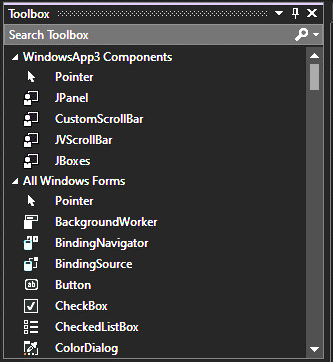 Toolbox
Search Toolbox
WindowsApp3 Components
Pointer
JPanel
CustomScrollBar
JVScrollBar
JBoxes
All Windows Forms
Pointer
BackgroundWorker
BindingNavigator
BindingSource
ab Button
CheckBox
CheckedListBox
ColorDialog